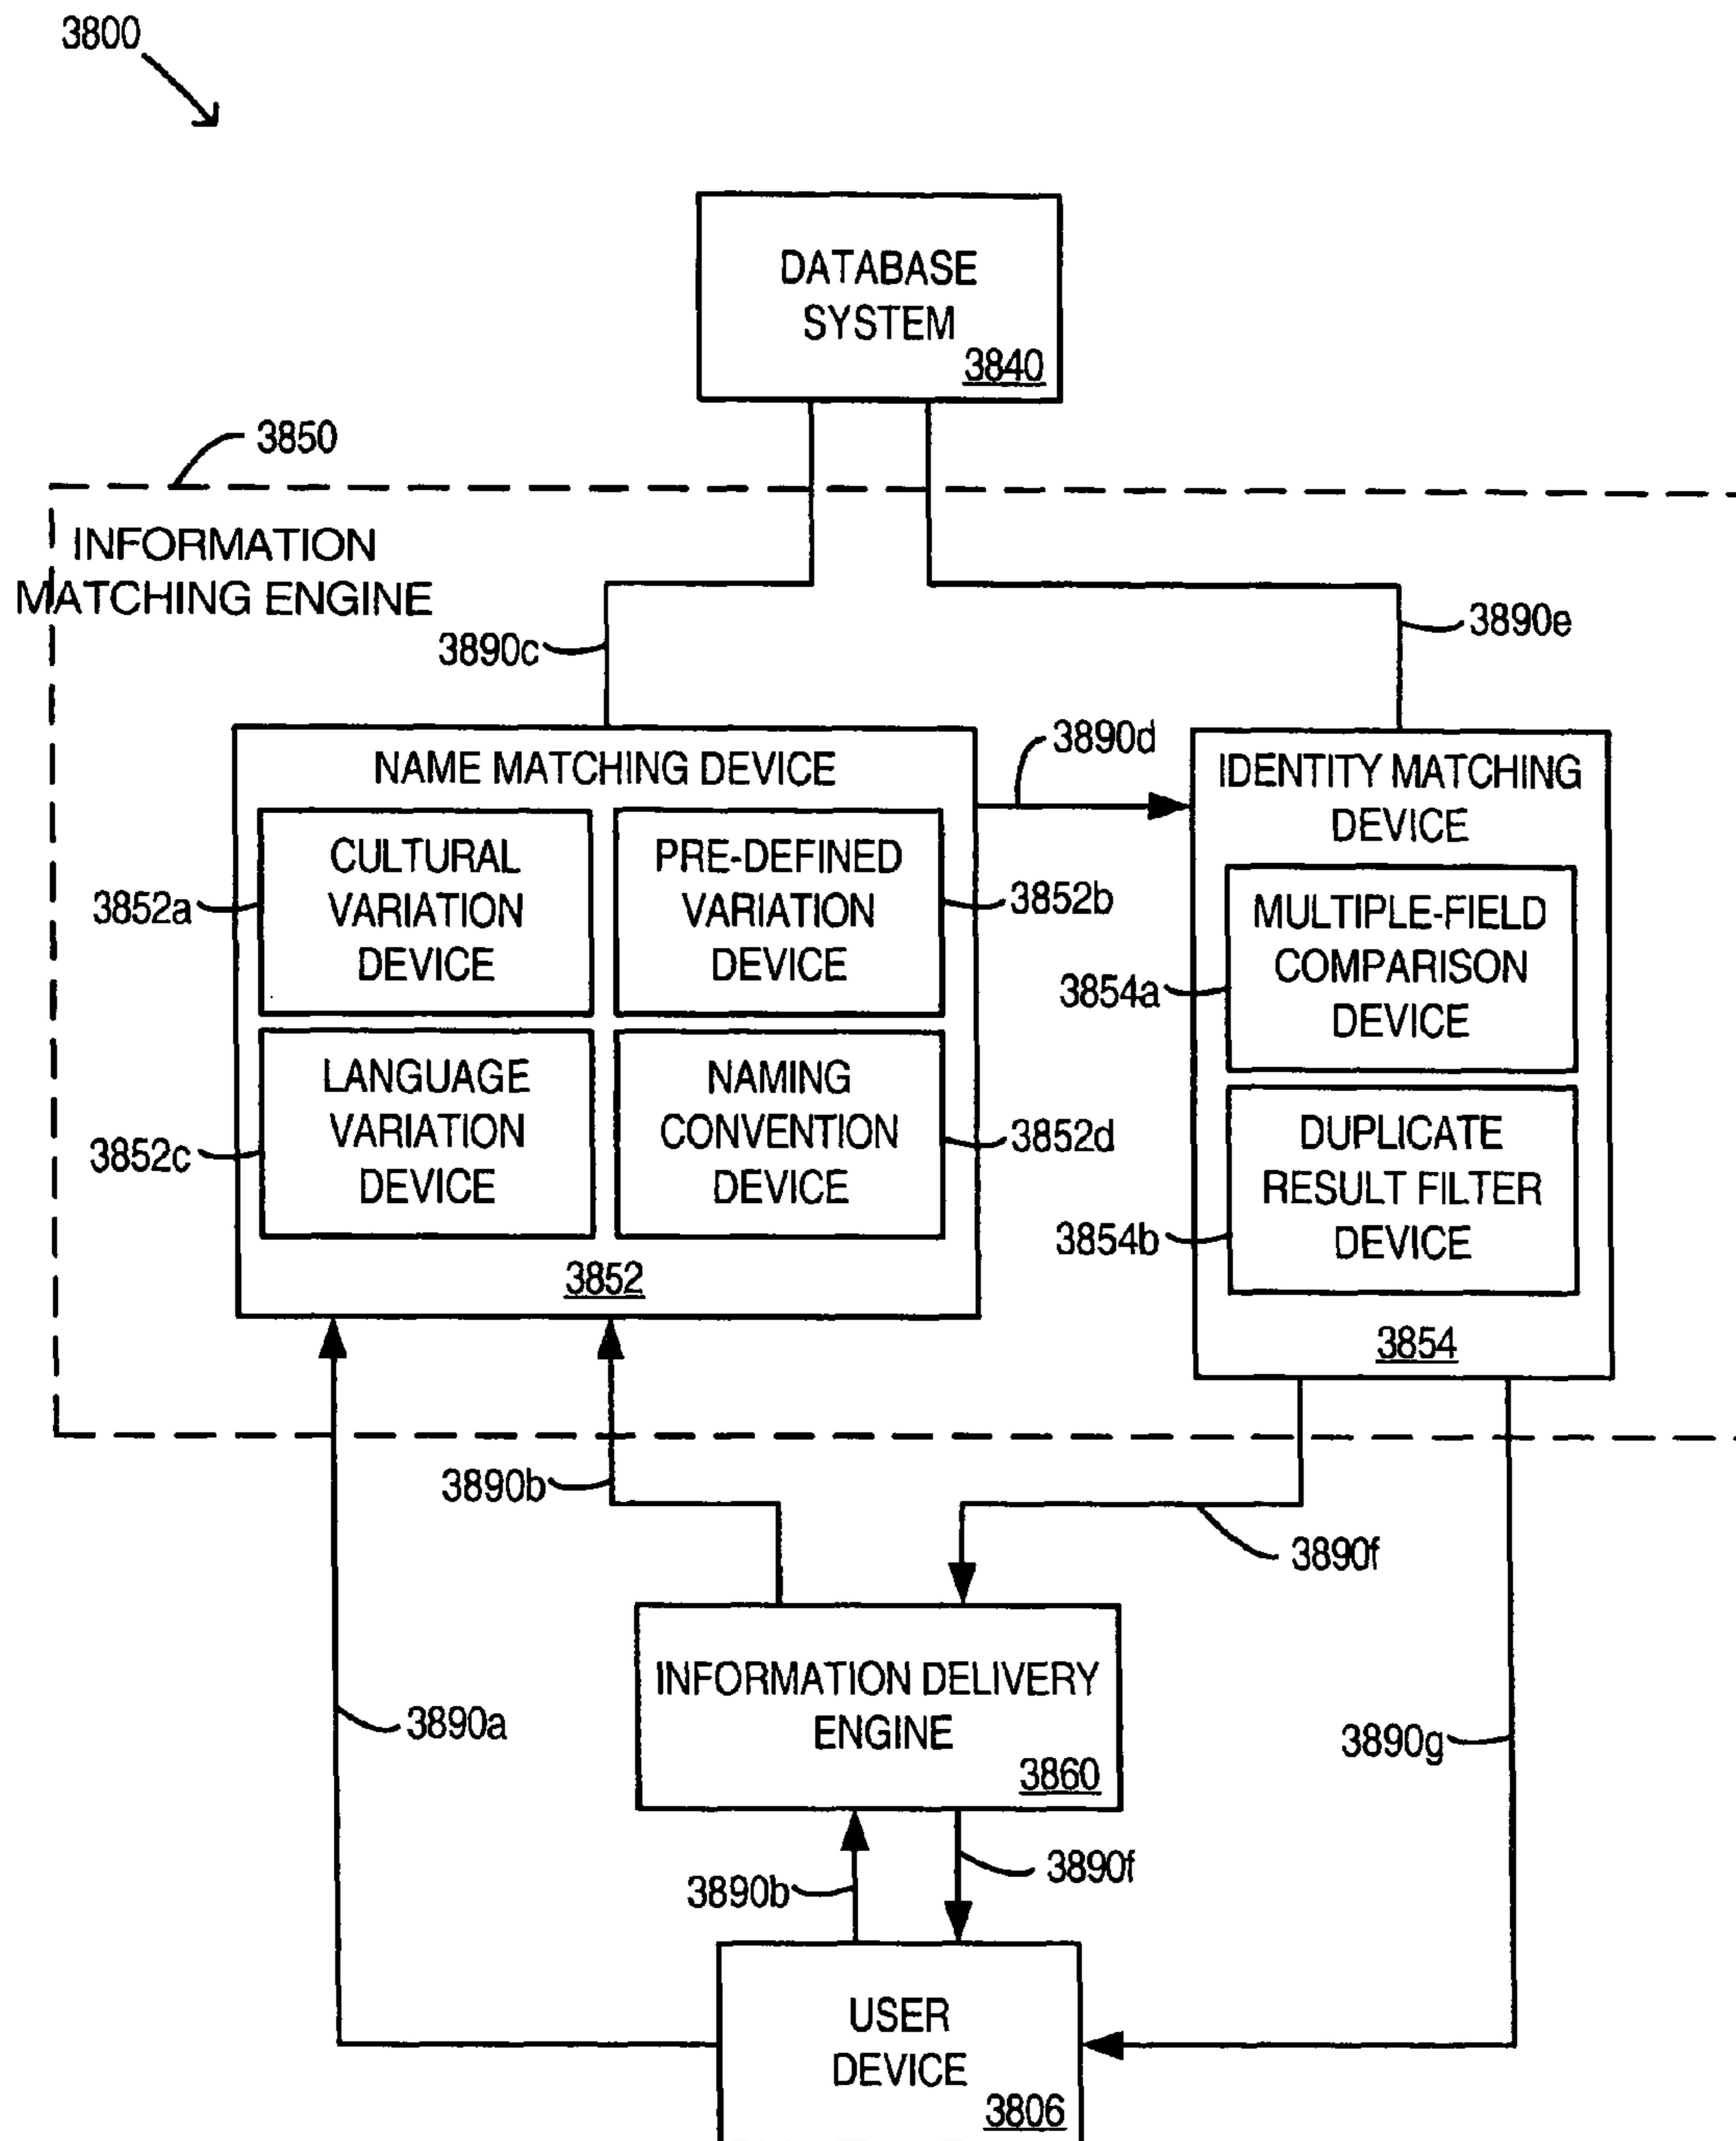 3800
DATABASE
SYSTEM
3840
3850
INFORMATION
MATCHING ENGINE
3890c
3890e
3890d
NAME MATCHING DEVICE
CULTURAL
VARIATION
DEVICE
3852a
PRE-DEFINED
VARIATION
DEVICE
3852b
LANGUAGE
VARIATION
DEVICE
3852c
NAMING
CONVENTION
DEVICE
3852d
3852
IDENTITY MATCHING
DEVICE
MULTIPLE-FIELD
COMPARISON
DEVICE
3854a
DUPLICATE
RESULT FILTER
DEVICE
3854b
3854
3890b
3890f
INFORMATION DELIVERY
ENGINE
3860
3890a
3890g
3890b
3890f
USER
DEVICE
3806